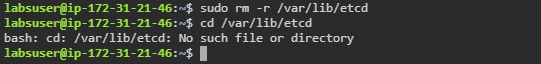 labsuser@ip-172-31-21-46:~$ sudo rm -r /var/lib/etcd
labsuser@ip-172-31-21-46:~$ cd /var/lib/etcd
bash: cd: /var/lib/etcd: No such file or directory
labsuser@ip-172-31-21-46:~$